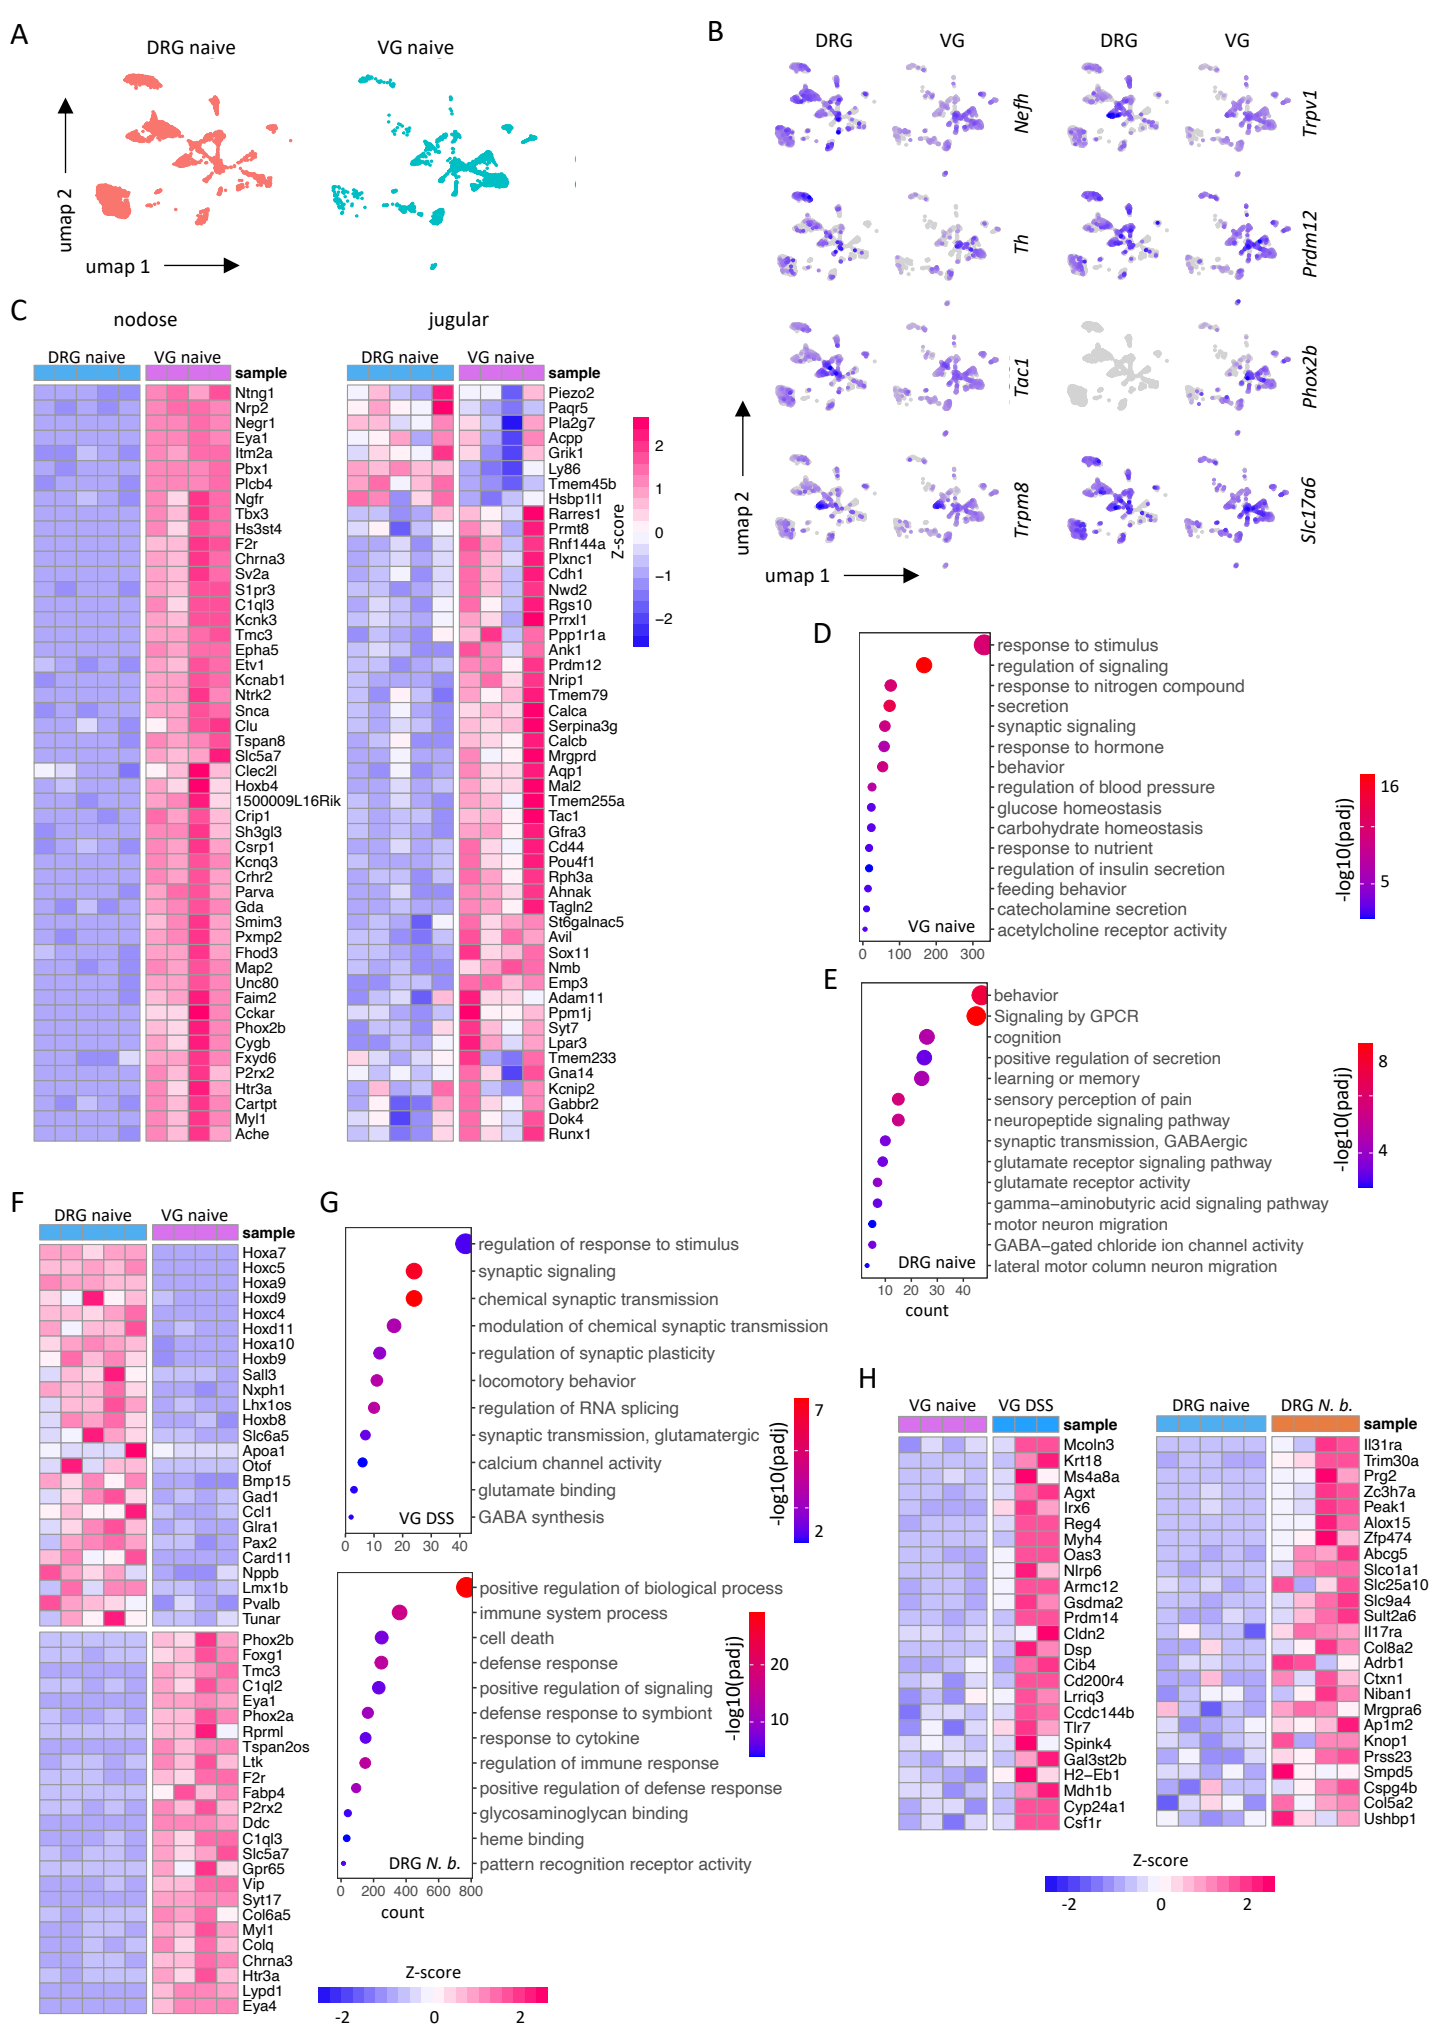 A
DRG naive
VG naive
umap 2
umap 1
B
DRG
VG
DRG
VG
Nefh
Trpv1
Th
Prdm12
Tac1
Phox2b
Trpm8
Slc17a6
umap 2
umap 1
C
nodose
jugular
DRG naive
VG naive
sample
DRG naive
VG naive
sample
Ntng1
Nrp2
Negr1
Eya1
Itm2a
Pbx1
Plcb4
Ngfr
Tbx3
Hs3st4
F2r
Chrna3
Sv2a
S1pr3
C1ql3
Kcnk3
Tmc3
Epha5
Etv1
Kcnab1
Ntrk2
Snca
Clu
Tspan8
Slc5a7
Clec2l
Hoxb4
1500009L16Rik
Crip1
Sh3gl3
Csrp1
Kcnq3
Crhr2
Parva
Gda
Smim3
Pxmp2
Fhod3
Map2
Unc80
Faim2
Cckar
Phox2b
Cygb
Fxyd6
P2rx2
Htr3a
Cartpt
Myl1
Ache
Piezo2
Paqr5
Pla2g7
Acpp
Grik1
Ly86
Tmem45b
Hsbp1l1
Rarres1
Prmt8
Rnf144a
Plxnc1
Cdh1
Nwd2
Rgs10
Prrxl1
Ppp1r1a
Ank1
Prdm12
Nrip1
Tmem79
Calca
Serpina3g
Calcb
Mrgprd
Aqp1
Mal2
Tmem255a
Tac1
Gfra3
Cd44
Pou4f1
Rph3a
Ahnak
Tagln2
St6galnac5
Avil
Sox11
Nmb
Emp3
Adam11
Ppm1j
Syt7
Lpar3
Tmem233
Gna14
Kcnip2
Gabbr2
Dok4
Runx1
2
1
0
−1
−2
Z-score
D
response to stimulus
regulation of signaling
response to nitrogen compound
secretion
synaptic signaling
response to hormone
behavior
regulation of blood pressure
glucose homeostasis
carbohydrate homeostasis
response to nutrient
regulation of insulin secretion
feeding behavior
catecholamine secretion
acetylcholine receptor activity
VG naive
0 100 200 300
-log10(padj)
16
5
E
behavior
Signaling by GPCR
cognition
positive regulation of secretion
learning or memory
sensory perception of pain
neuropeptide signaling pathway
synaptic transmission, GABAergic
glutamate receptor signaling pathway
glutamate receptor activity
gamma−aminobutyric acid signaling pathway
motor neuron migration
GABA−gated chloride ion channel activity
lateral motor column neuron migration
DRG naive
10 20 30 40
count
-log10(padj)
8
4
F
DRG naive
VG naive
sample
Hoxa7
Hoxc5
Hoxa9
Hoxd9
Hoxc4
Hoxd11
Hoxa10
Hoxb9
Sall3
Nxph1
Lhx1os
Hoxb8
Slc6a5
Apoa1
Otof
Bmp15
Gad1
Ccl1
Glra1
Pax2
Card11
Nppb
Lmx1b
Pvalb
Tunar
Phox2b
Foxg1
Tmc3
C1ql2
Eya1
Phox2a
Rprml
Tspan2os
Ltk
F2r
Fabp4
P2rx2
Ddc
C1ql3
Slc5a7
Gpr65
Vip
Syt17
Col6a5
Myl1
Colq
Chrna3
Htr3a
Lypd1
Eya4
Z-score
-2 0 2
G
regulation of response to stimulus
synaptic signaling
chemical synaptic transmission
modulation of chemical synaptic transmission
regulation of synaptic plasticity
locomotory behavior
regulation of RNA splicing
synaptic transmission, glutamatergic
calcium channel activity
glutamate binding
GABA synthesis
VG DSS
0 10 20 30 40
-log10(padj)
7
2
positive regulation of biological process
immune system process
cell death
defense response
positive regulation of signaling
defense response to symbiont
response to cytokine
regulation of immune response
positive regulation of defense response
glycosaminoglycan binding
heme binding
pattern recognition receptor activity
DRG N. b.
0 200 400 600 800
count
-log10(padj)
20
10
H
VG naive
VG DSS
sample
DRG naive
DRG N. b.
sample
Mcoln3
Krt18
Ms4a8a
Agxt
Irx6
Reg4
Myh4
Oas3
Nlrp6
Armc12
Gsdma2
Prdm14
Cldn2
Dsp
Cib4
Cd200r4
Lrriq3
Ccdc144b
Tlr7
Spink4
Gal3st2b
H2−Eb1
Mdh1b
Cyp24a1
Csf1r
Il31ra
Trim30a
Prg2
Zc3h7a
Peak1
Alox15
Zfp474
Abcg5
Slco1a1
Slc25a10
Slc9a4
Sult2a6
Il17ra
Col8a2
Adrb1
Ctxn1
Niban1
Mrgpra6
Ap1m2
Knop1
Prss23
Smpd5
Cspg4b
Col5a2
Ushbp1
Z-score
-2 0 2